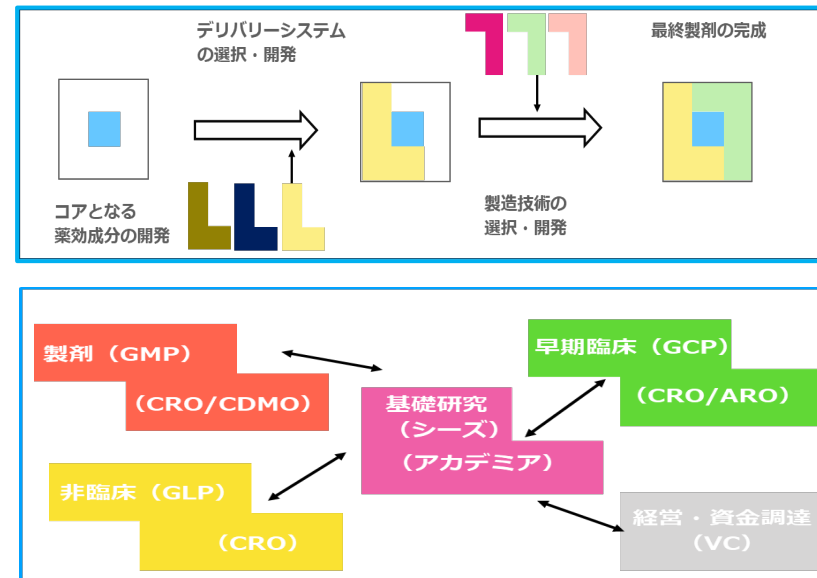 デリバリーシステム
の選択・開発
最終製剤の完成
コアとなる
薬効成分の開発
製造技術の
選択・開発
製剤（GMP）
（CRO/CDMO）
基礎研究
（シーズ）
（アカデミア）
早期臨床（GCP）
（CRO/ARO）
非臨床（GLP）
（CRO）
経営・資金調達
（VC）